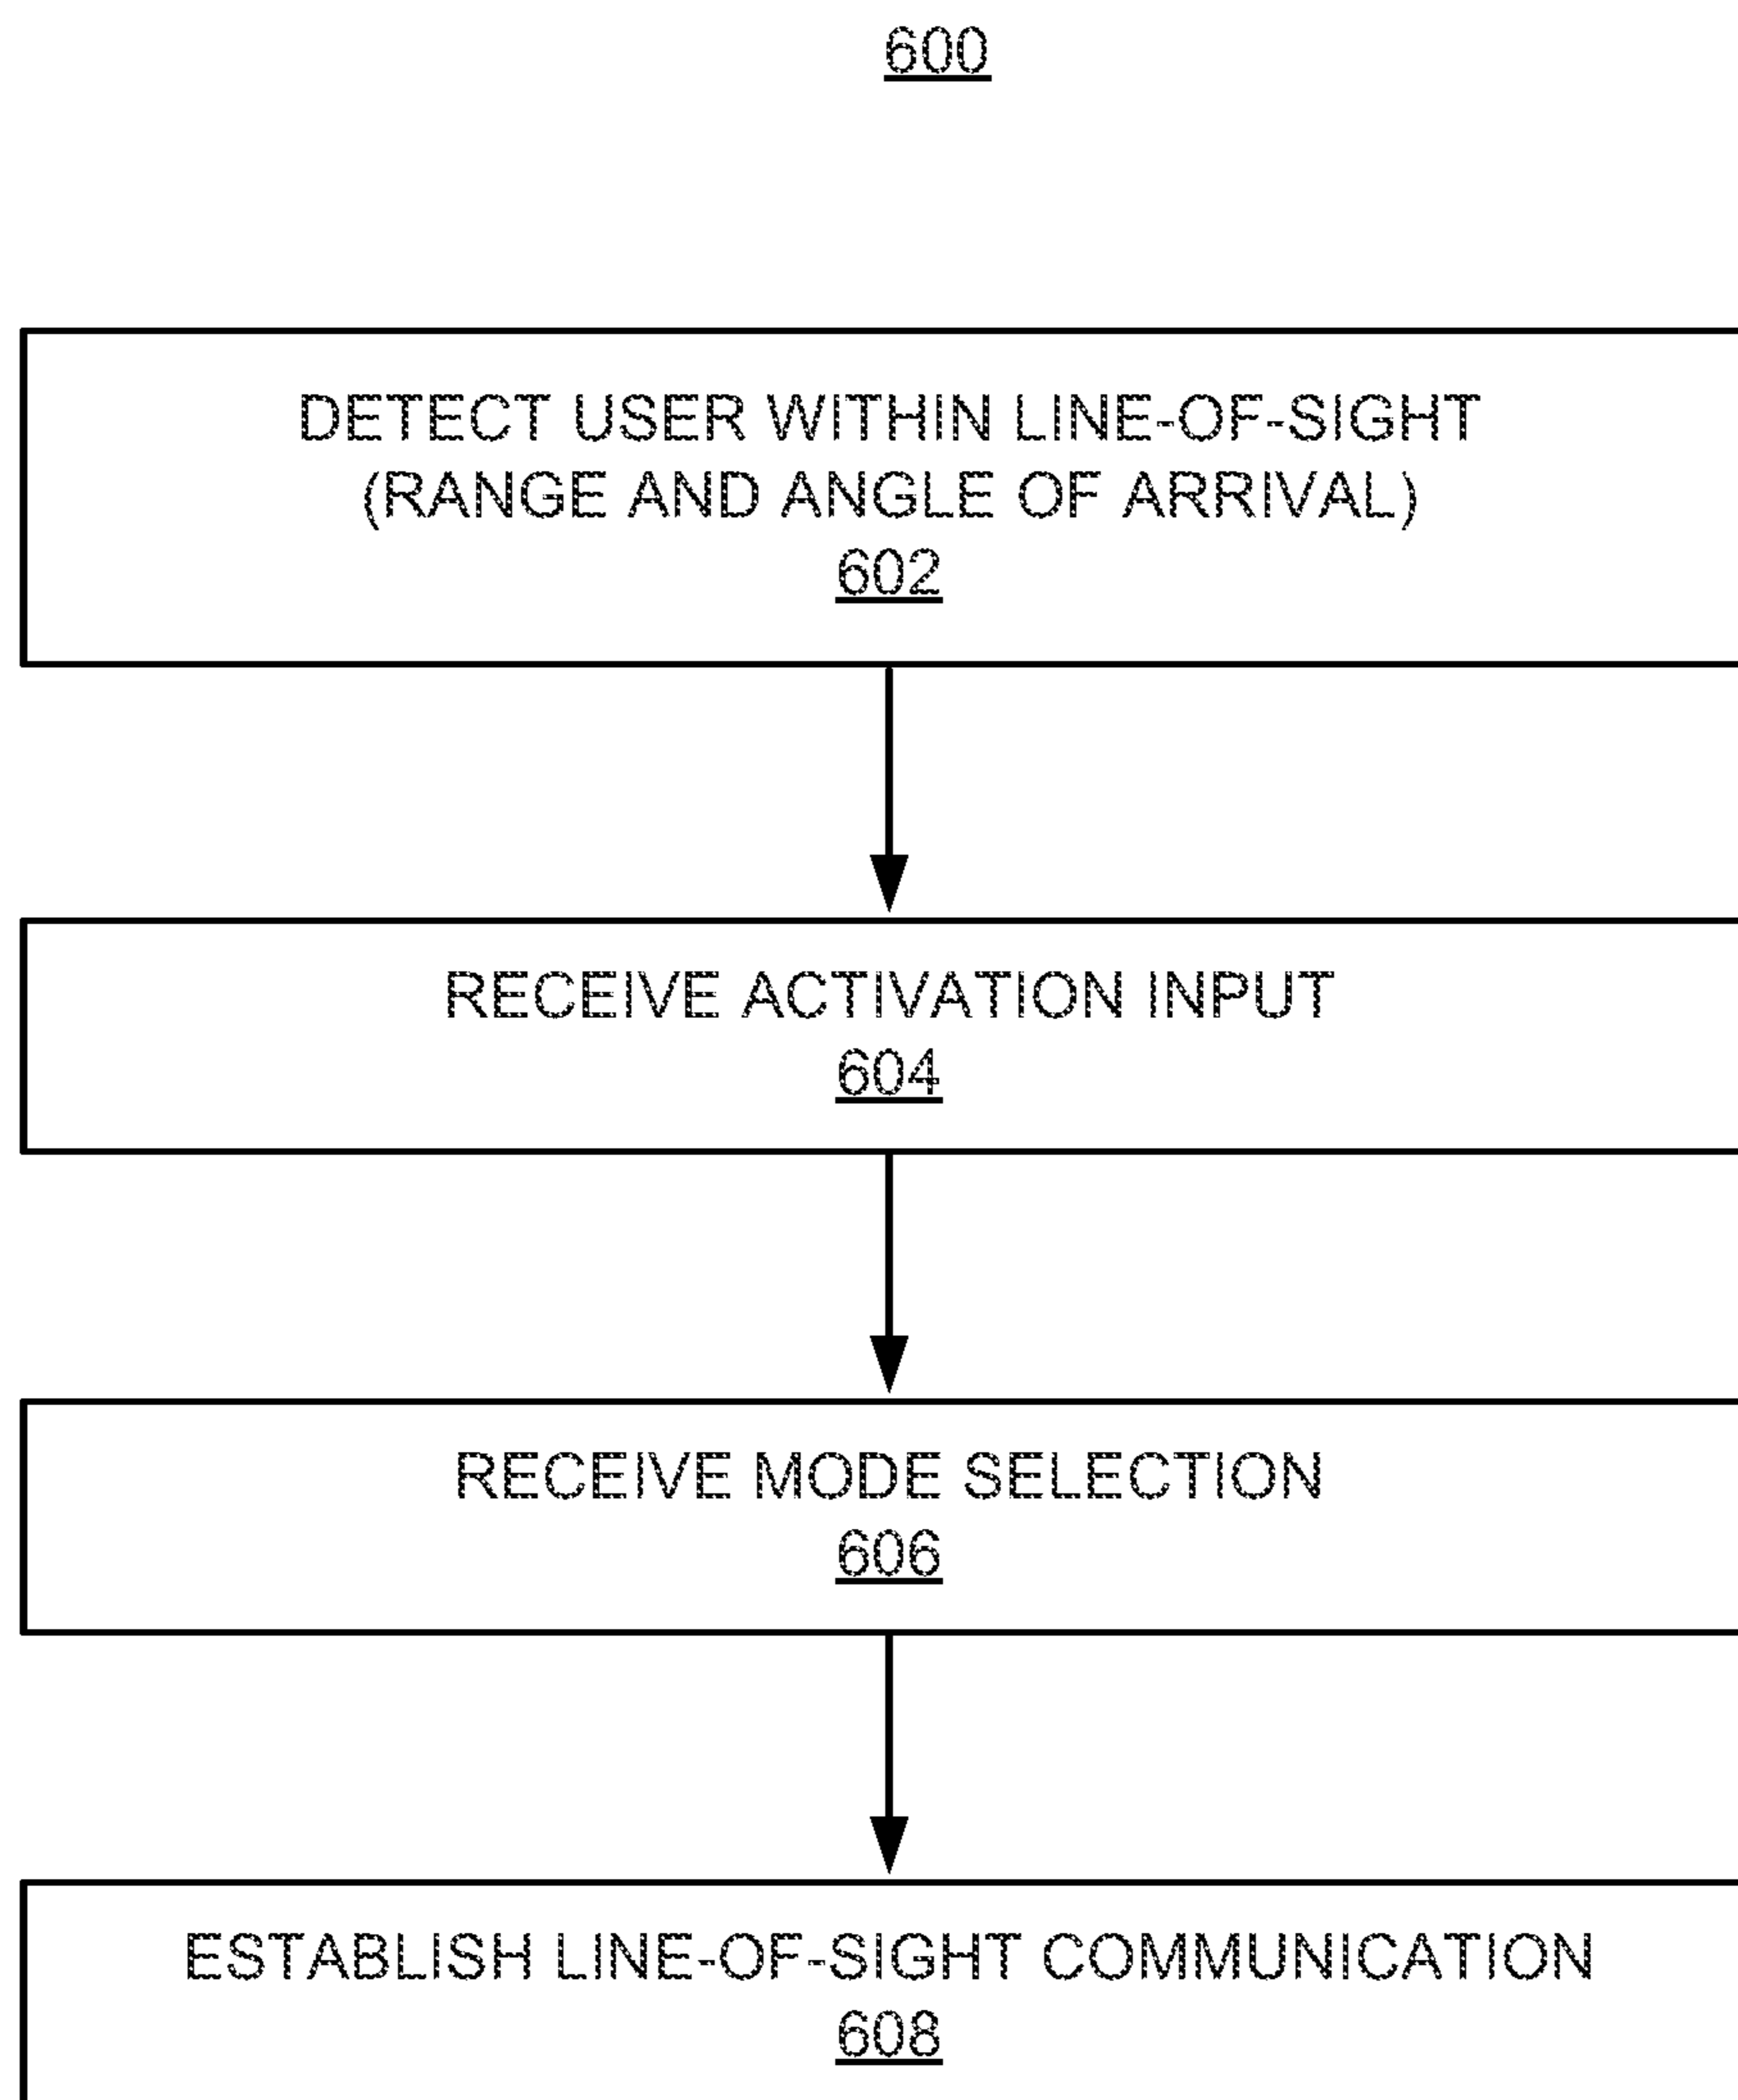 600
DETECT USER WITHIN LINE-OF-SIGHT
(RANGE AND ANGLE OF ARRIVAL)
602
RECEIVE ACTIVATION INPUT
604
RECEIVE MODE SELECTION
606
ESTABLISH LINE-OF-SIGHT COMMUNICATION
608